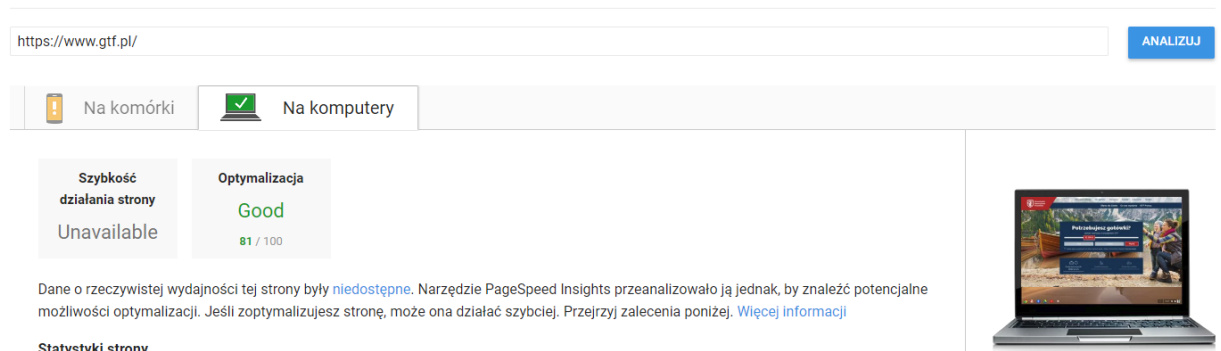 https://www.gtf.pl/
ANALIZUJ
Na komórki
Na komputery
Szybkość
działania strony
Unavailable
Optymalizacja
Good
81 / 100
Dane o rzeczywistej wydajności tej strony były niedostępne. Narzędzie PageSpeed Insights przeanalizowało ją jednak, by znaleźć potencjalne
możliwości optymalizacji. Jeśli zoptymalizujesz stronę, może ona działać szybciej. Przejrzyj zalecenia poniżej. Więcej informacji
Statystyki strony
Potrzebujesz gotówki?